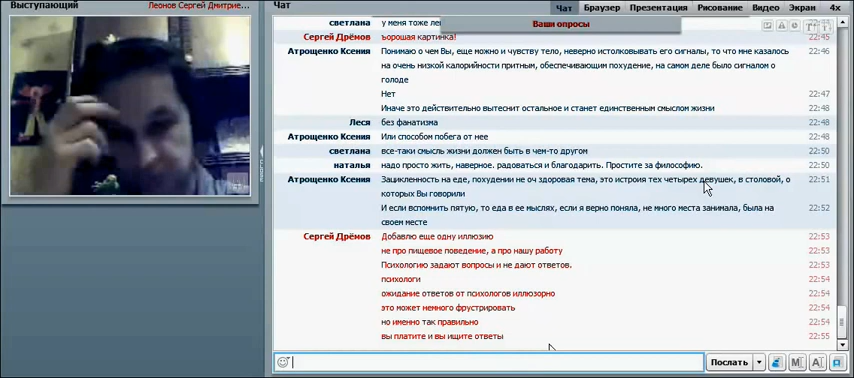 Выступающий
Леонов Сергей Дмитрие...
Чат
Чат Браузер Презентация Рисование Видео Экран 4x
Ваши опросы
светлана
Сергей Дрёмов Хорошая картинка! 22:45
Атрощенко Ксения Понимаю о чем Вы, еще можно и чувству тело, неверно истолковывать его сигналы, то что мне казалось 22:46
на очень низкой калорийности притным, обеспечивающим похудение, на самом деле было сигналом о
голоде
Нет 22:47
Иначе это действительно вытеснит остальное и станет единственным смыслом жизни 22:48
Леся без фанатизма 22:48
Атрощенко Ксения Или способом побега от нее 22:48
светлана все-таки смысль жизни должен быть в чем-то другом 22:50
наталья надо просто жить, наверное. радоваться и благодарить. Простите за философию. 22:50
Атрощенко Ксения Зацикленность на еде, похудении не оч здоровая тема, это истроия тех четырех девушек, в столовой, о 22:51
которых Вы говорили
И если вспомнить пятую, то еда в ее мыслях, если я верно поняла, не много места занимала, была на 22:52
своем месте
Сергей Дрёмов Добавлю еще одну иллюзию 22:53
не про пищевое поведение, а про нашу работу 22:53
Психологию задают вопросы и не дают ответов. 22:53
психологи 22:54
ожидание ответов от психологов иллюзорно 22:54
это может немного фрустрировать 22:54
но именно так правильно 22:54
вы платите и вы ищите ответы 22:55
Послать